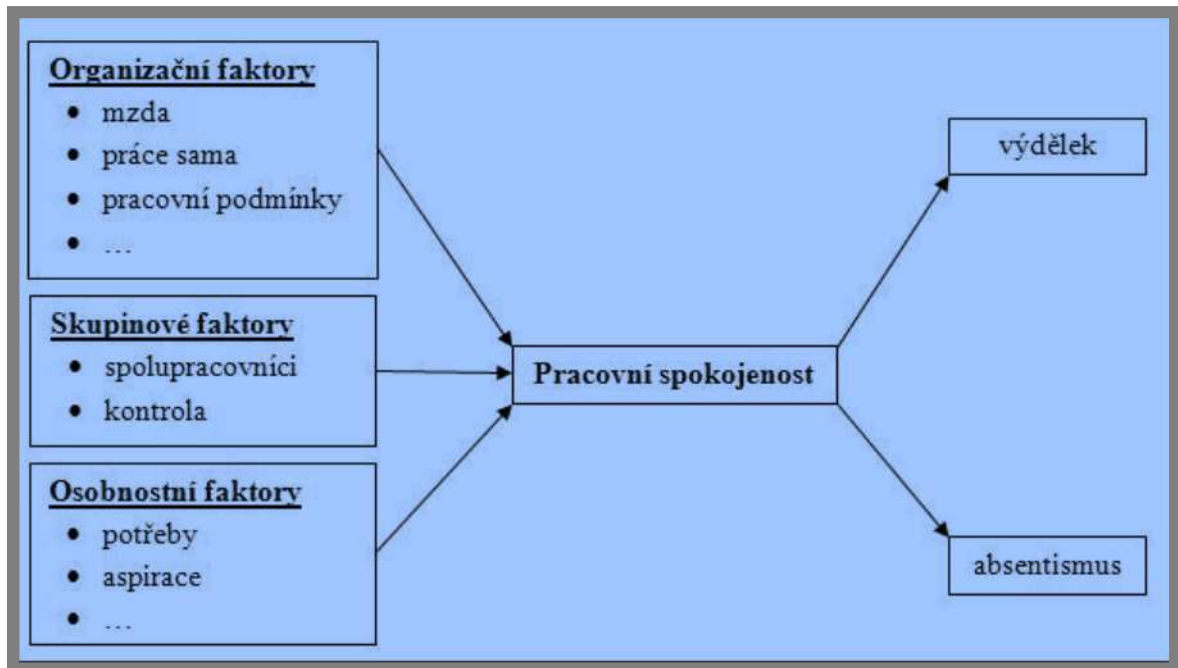 Organizační faktory
• mzda
• práce sama
• pracovní podmínky
• …
Skupinové faktory
• spolupracovníci
• kontrola
Osobnostní faktory
• potřeby
• aspirace
• …
Pracovní spokojenost
výdělek
absentismus